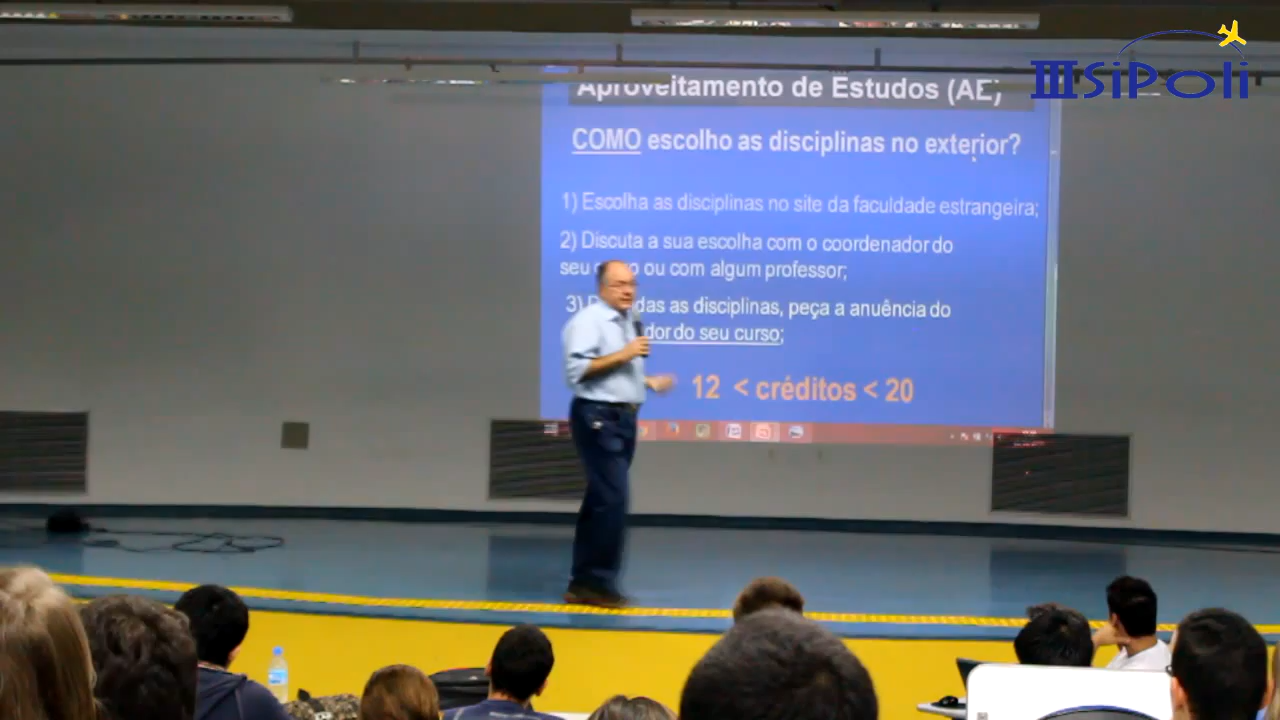 IIISiPoli
Aproveitamento de Estudos (AE)
COMO escolho as disciplinas no exterior?
1) Escolha as disciplinas no site da faculdade estrangeira;
2) Discuta a sua escolha com o coordenador do
seu ou com algum professor;
3) as disciplinas, peça a anuência do
do seu curso;
12 < créditos < 20